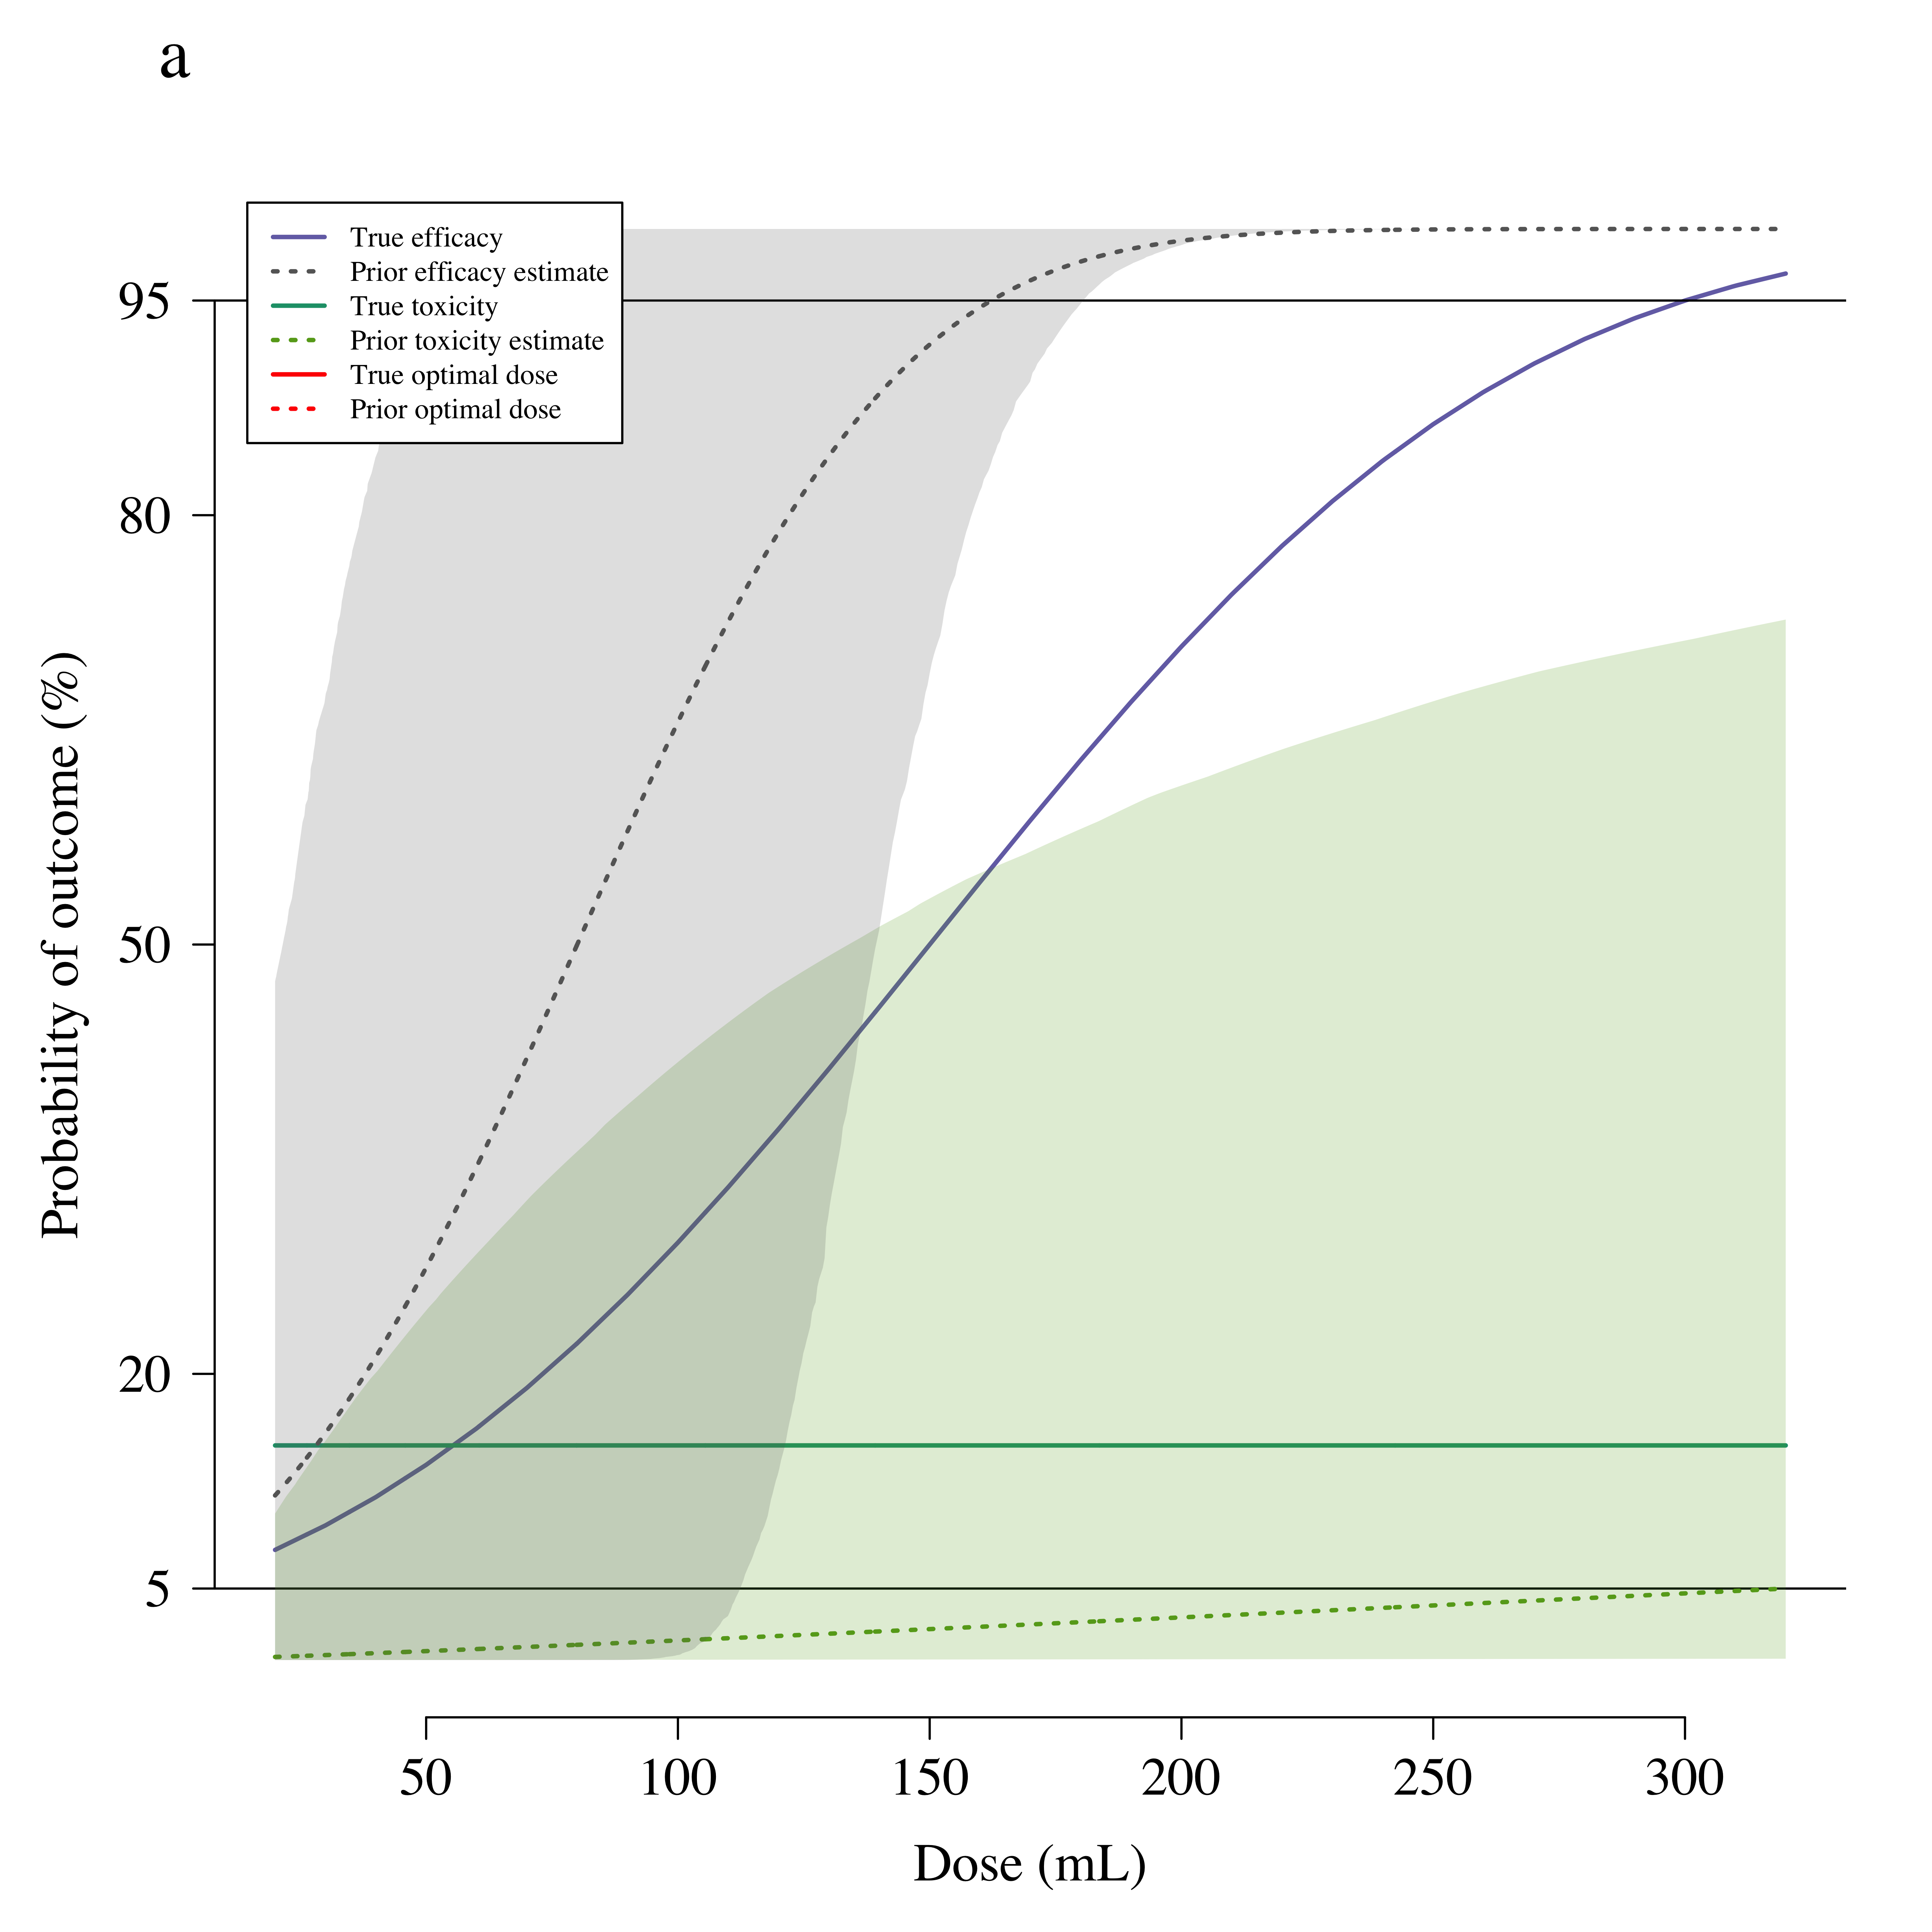 a
True efficacy
Prior efficacy estimate
True toxicity
Prior toxicity estimate
True optimal dose
Prior optimal dose
95
80
50
20
5
Probability of outcome (%)
50 100 150 200 250 300
Dose (mL)